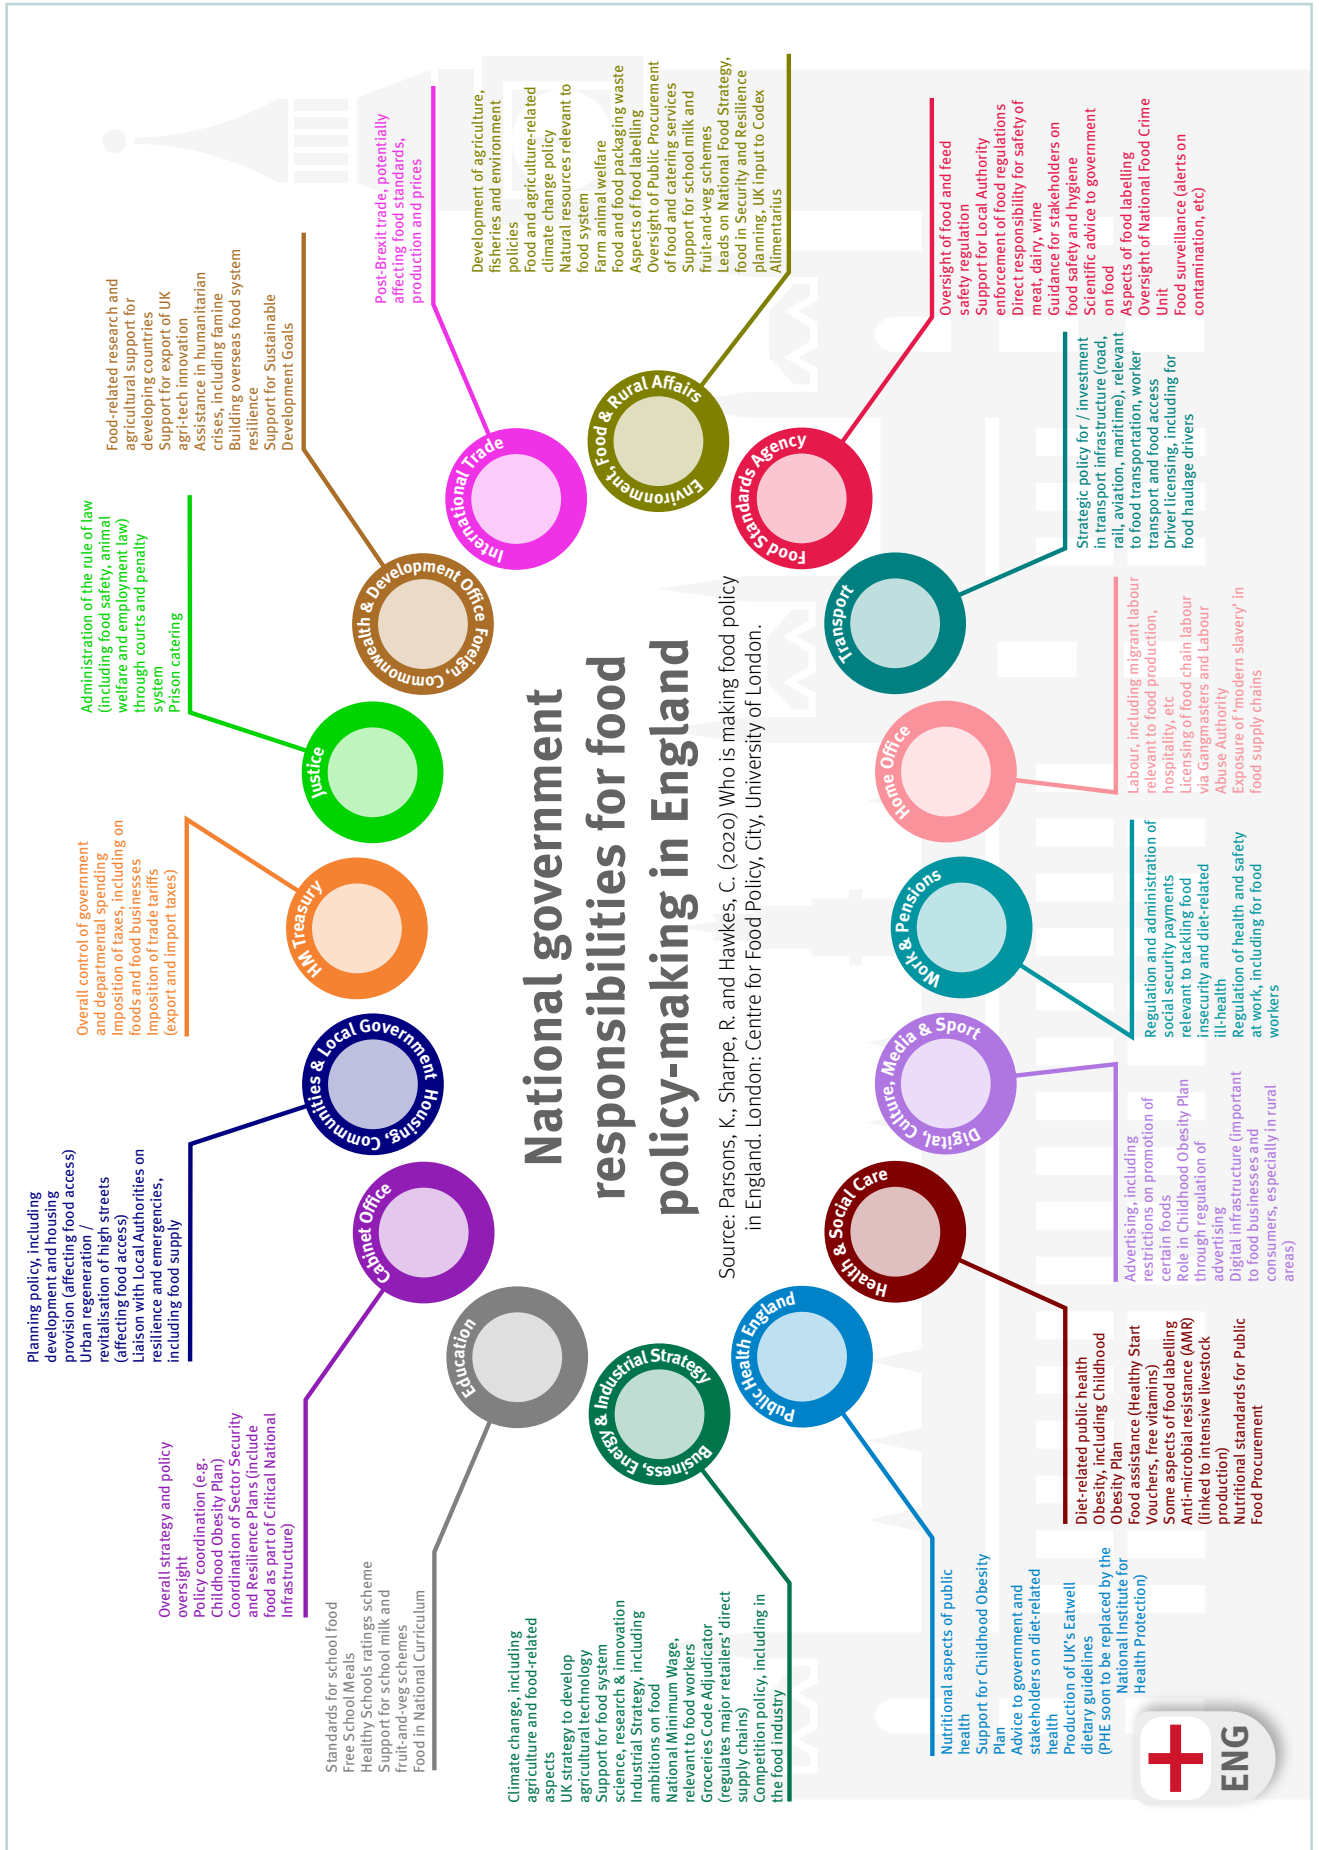 National government
responsibilities for food
policy-making in England
Source: Parsons, K., Sharpe, R. and Hawkes, C. (2020) Who is making food policy
in England. London: Centre for Food Policy, City, University of London.
Environment, Food & Rural Affairs
Development of agriculture,
fisheries and environment
policies
Food and agriculture-related
climate change policy
Natural resources relevant to
food system
Farm animal welfare
Food and food packaging waste
Aspects of food labelling
Oversight of Public Procurement
of food and catering services
Support for school milk and
fruit-and-veg schemes
Leads on National Food Strategy,
food in Security and Resilience
planning, UK input to Codex
Alimentarius
Food Standards Agency
Oversight of food and feed
safety regulation
Support for Local Authority
enforcement of food regulations
Direct responsibility for safety of
meat, dairy, wine
Guidance for stakeholders on
food safety and hygiene
Scientific advice to government
on food
Aspects of food labelling
Oversight of National Food Crime
Unit
Food surveillance (alerts on
contamination, etc)
Transport
Strategic policy for / investment
in transport infrastructure (road,
rail, aviation, maritime), relevant
to food transportation, worker
transport and food access
Driver licensing, including for
food haulage drivers
Home Office
Labour, including migrant labour
relevant to food production,
hospitality, etc
Licensing of food chain labour
via Gangmasters and Labour
Abuse Authority
Exposure of ‘modern slavery’ in
food supply chains
Work & Pensions
Regulation and administration of
social security payments
relevant to tackling food
insecurity and diet-related
ill-health
Regulation of health and safety
at work, including for food
workers
Digital, Culture, Media & Sport
Advertising, including
restrictions on promotion of
certain foods
Role in Childhood Obesity Plan
through regulation of
advertising
Digital infrastructure (important
to food businesses and
consumers, especially in rural
areas)
Health & Social Care
Diet-related public health
Obesity, including Childhood
Obesity Plan
Food assistance (Healthy Start
Vouchers, free vitamins)
Some aspects of food labelling
Anti-microbial resistance (AMR)
(linked to intensive livestock
production)
Nutritional standards for Public
Food Procurement
Public Health England
Nutritional aspects of public
health
Support for Childhood Obesity
Plan
Advice to government and
stakeholders on diet-related
health
Production of UK’s Eatwell
dietary guidelines
(PHE soon to be replaced by the
National Institute for
Health Protection)
Business, Energy & Industrial Strategy
Climate change, including
agriculture and food-related
aspects
UK strategy to develop
agricultural technology
Support for food system
science, research & innovation
Industrial Strategy, including
ambitions on food
National Minimum Wage,
relevant to food workers
Groceries Code Adjudicator
(regulates major retailers’ direct
supply chains)
Competition policy, including in
the food industry
Education
Standards for school food
Free School Meals
Healthy Schools ratings scheme
Support for school milk and
fruit-and-veg schemes
Food in National Curriculum
Cabinet Office
Overall strategy and policy
oversight
Policy coordination (e.g.
Childhood Obesity Plan)
Coordination of Sector Security
and Resilience Plans (include
food as part of Critical National
Infrastructure)
Housing, Communities & Local Government
Planning policy, including
development and housing
provision (affecting food access)
Urban regeneration /
revitalisation of high streets
(affecting food access)
Liaison with Local Authorities on
resilience and emergencies,
including food supply
HM Treasury
Overall control of government
and departmental spending
Imposition of taxes, including on
foods and food businesses
Imposition of trade tariffs
(export and import taxes)
Justice
Administration of the rule of law
(including food safety, animal
welfare and employment law)
through courts and penalty
system
Prison catering
Foreign, Commonwealth & Development Office
Food-related research and
agricultural support for
developing countries
Support for export of UK
agri-tech innovation
Assistance in humanitarian
crises, including famine
Building overseas food system
resilience
Support for Sustainable
Development Goals
International Trade
Post-Brexit trade, potentially
affecting food standards,
production and prices
ENG